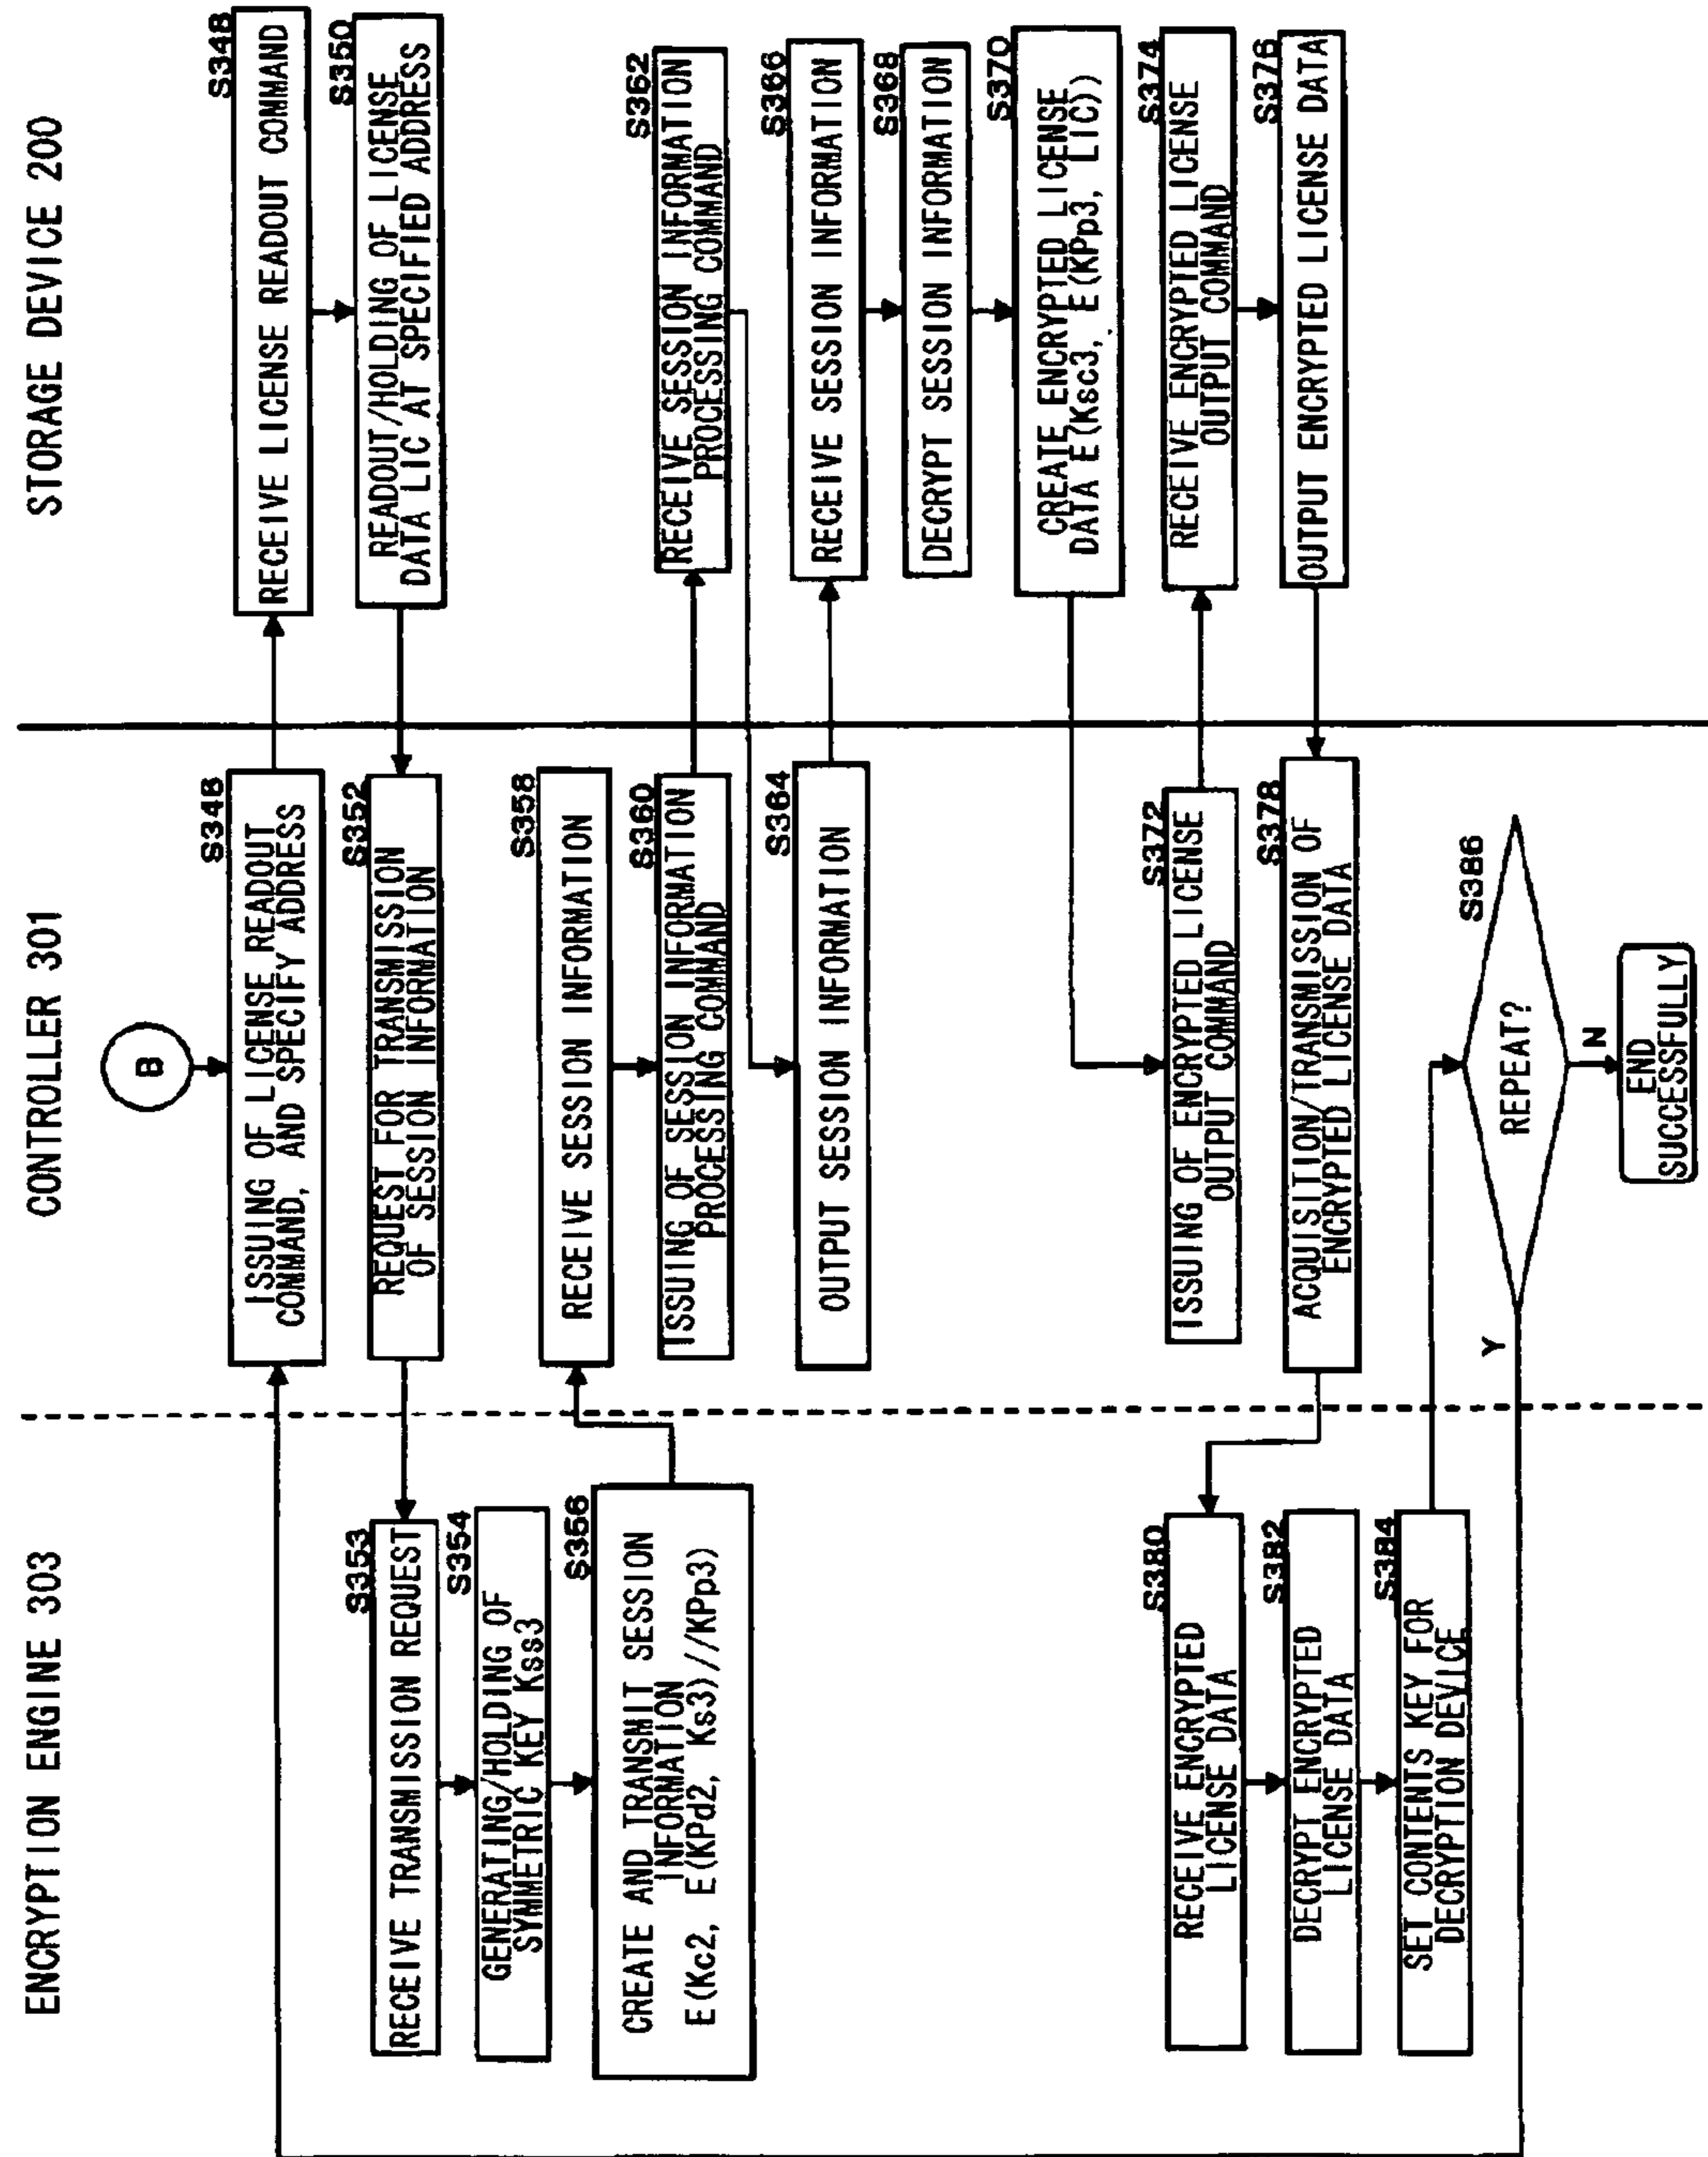 ENCRYPTION ENGINE 303
CONTROLLER 301
STORAGE DEVICE 200
B
S346
ISSUING OF LICENSE READOUT
COMMAND, AND SPECIFY ADDRESS
S348
RECEIVE LICENSE READOUT COMMAND
S350
READOUT/HOLDING OF LICENSE
DATA LIC AT SPECIFIED ADDRESS
S352
REQUEST FOR TRANSMISSION
OF SESSION INFORMATION
S353
RECEIVE TRANSMISSION REQUEST
S354
GENERATING/HOLDING OF
SYMMETRIC KEY Kss3
S356
CREATE AND TRANSMIT SESSION
INFORMATION
E(Kc2, E(KPd2, Ks3)//KPp3)
S358
RECEIVE SESSION INFORMATION
S360
ISSUING OF SESSION INFORMATION
PROCESSING COMMAND
S362
RECEIVE SESSION INFORMATION
PROCESSING COMMAND
S364
OUTPUT SESSION INFORMATION
S366
RECEIVE SESSION INFORMATION
S368
DECRYPT SESSION INFORMATION
S370
CREATE ENCRYPTED LICENSE
DATA E(Ksc3, E(KPp3, LIC))
S372
ISSUING OF ENCRYPTED LICENSE
OUTPUT COMMAND
S374
RECEIVE ENCRYPTED LICENSE
OUTPUT COMMAND
S376
OUTPUT ENCRYPTED LICENSE DATA
S378
ACQUISITION/TRANSMISSION OF
ENCRYPTED LICENSE DATA
S380
RECEIVE ENCRYPTED
LICENSE DATA
S382
DECRYPT ENCRYPTED
LICENSE DATA
S384
SET CONTENTS KEY FOR
DECRYPTION DEVICE
S386
REPEAT?
Y
N
END
SUCCESSFULLY